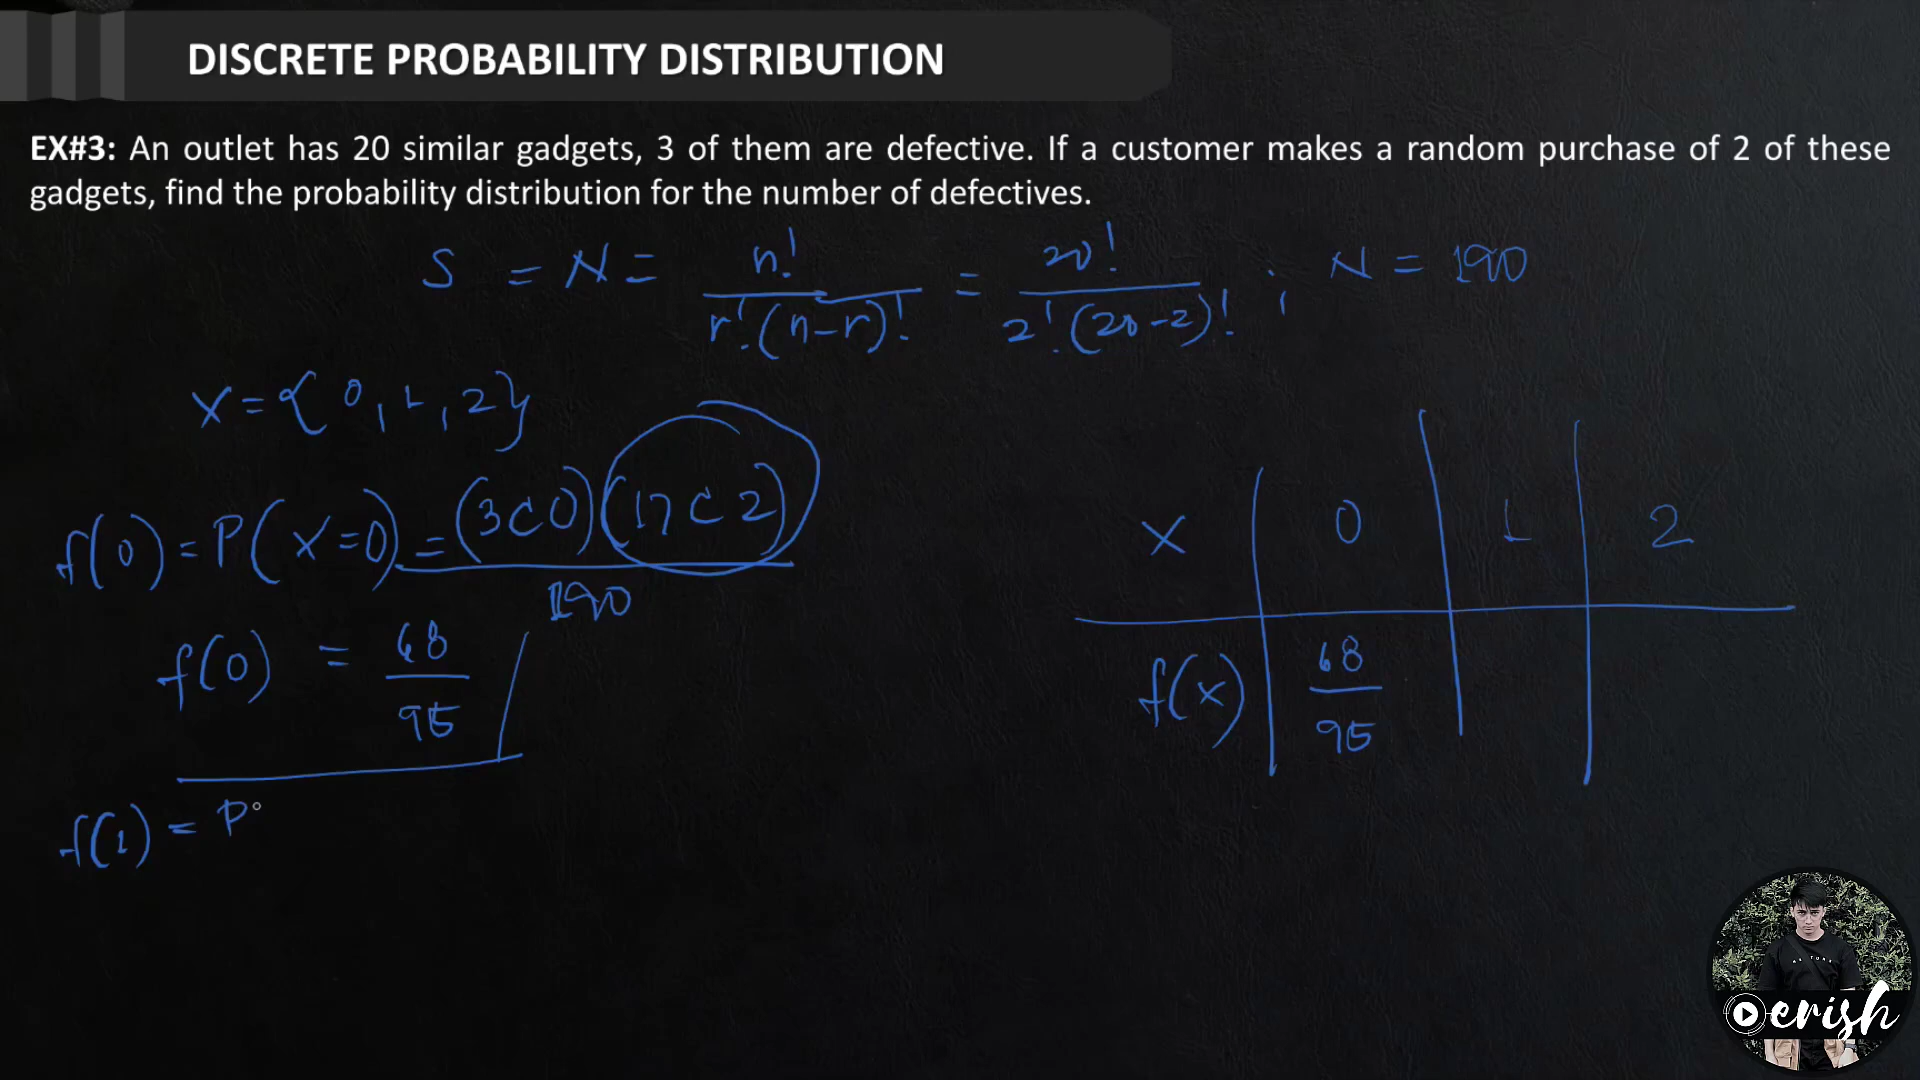 DISCRETE PROBABILITY DISTRIBUTION
EX#3: An outlet has 20 similar gadgets, 3 of them are defective. If a customer makes a random purchase of 2 of these
gadgets, find the probability distribution for the number of defectives.
S = N = n! / r!(n-r)! = 20! / 2!(20-2)! ; N = 190
X = {0, 1, 2}
f(0) = P(X=0) = (3C0)(17C2) / 190
f(0) = 68/95
f(1) = P
X 0 1 2
f(x) 68/95
erish